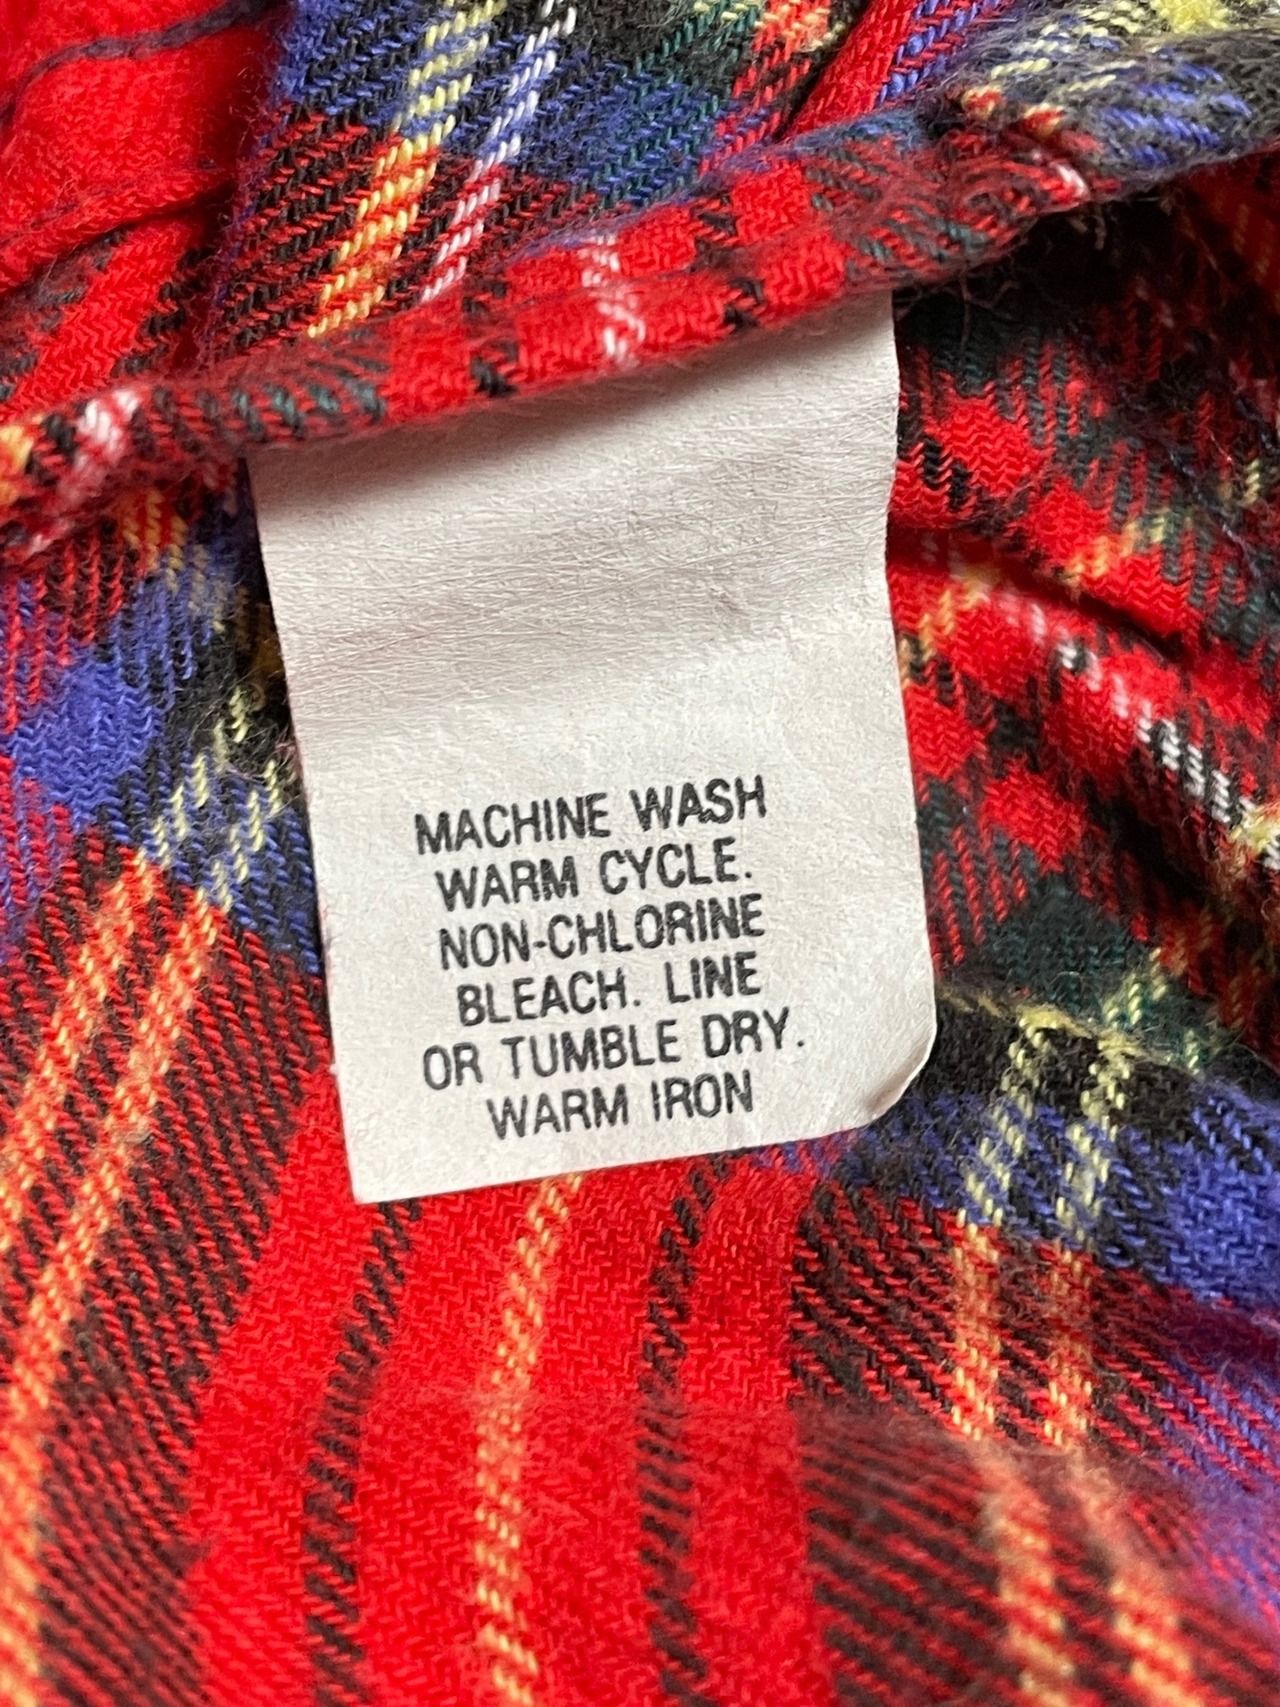 MACHINE WASH
WARM CYCLE.
NON-CHLORINE
BLEACH. LINE
OR TUMBLE DRY.
WARM IRON